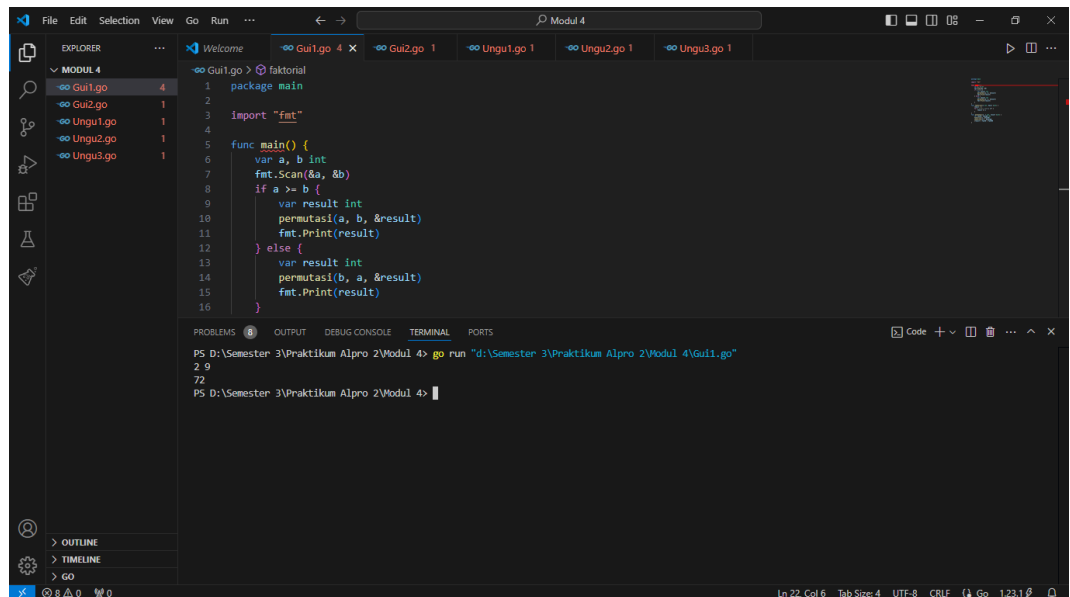 File Edit Selection View Go Run ··· Modul 4
EXPLORER ···
MODUL 4
Gui1.go 4
Gui2.go 1
Ungu1.go 1
Ungu2.go 1
Ungu3.go 1
OUTLINE
TIMELINE
GO
Welcome Gui1.go 4 Gui2.go 1 Ungu1.go 1 Ungu2.go 1 Ungu3.go 1
Gui1.go > faktorial
1 package main
2
3 import "fmt"
4
5 func main() {
6 var a, b int
7 fmt.Scan(&a, &b)
8 if a >= b {
9 var result int
10 permutasi(a, b, &result)
11 fmt.Print(result)
12 } else {
13 var result int
14 permutasi(b, a, &result)
15 fmt.Print(result)
16 }
PROBLEMS 8 OUTPUT DEBUG CONSOLE TERMINAL PORTS Code
PS D:\Semester 3\Praktikum Alpro 2\Modul 4> go run "d:\Semester 3\Praktikum Alpro 2\Modul 4\Gui1.go"
2 9
72
PS D:\Semester 3\Praktikum Alpro 2\Modul 4>
8 0 0 Ln 22, Col 6 Tab Size: 4 UTF-8 CRLF Go 1.23.1